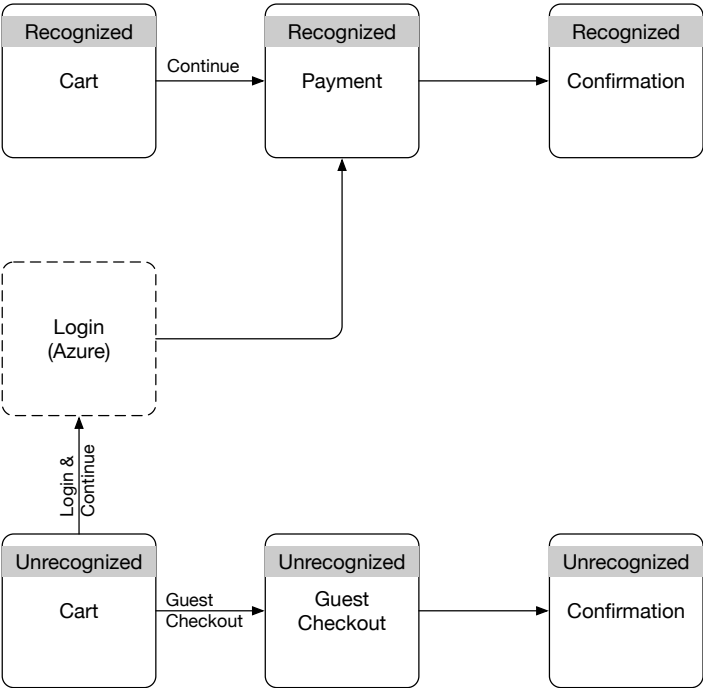 Recognized
Cart
Continue
Recognized
Payment
Recognized
Confirmation
Login
(Azure)
Login &
Continue
Unrecognized
Cart
Guest
Checkout
Unrecognized
Guest
Checkout
Unrecognized
Confirmation